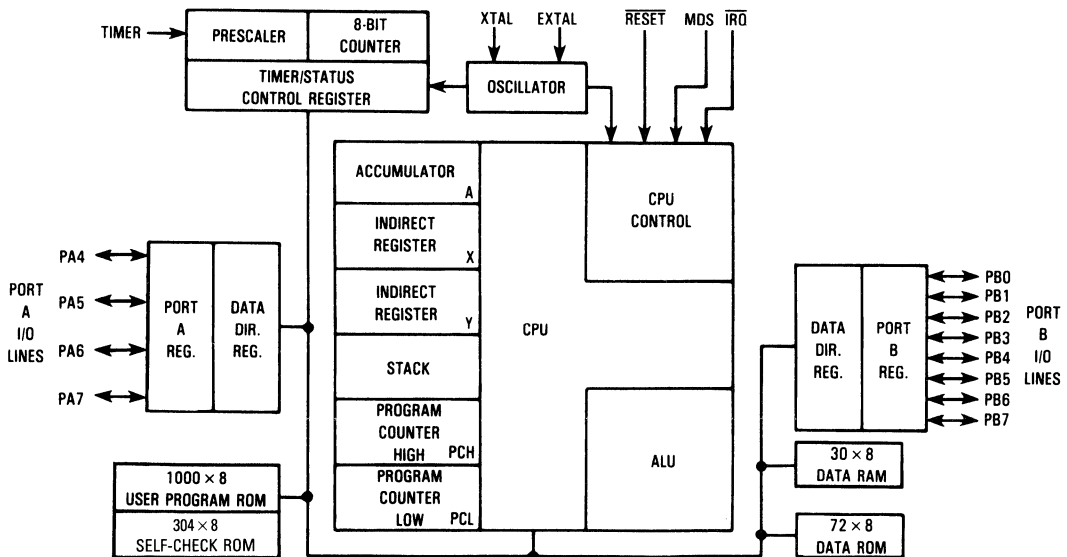 TIMER
PRESCALER
8-BIT
COUNTER
TIMER/STATUS
CONTROL REGISTER
XTAL
EXTAL
OSCILLATOR
RESET
MDS
IRQ
ACCUMULATOR
A
INDIRECT
REGISTER
X
INDIRECT
REGISTER
Y
STACK
PROGRAM
COUNTER
HIGH
PCH
PROGRAM
COUNTER
LOW
PCL
CPU
CPU
CONTROL
ALU
PORT
A
I/O
LINES
PA4
PA5
PA6
PA7
PORT
A
REG.
DATA
DIR.
REG.
1000 × 8
USER PROGRAM ROM
304 × 8
SELF-CHECK ROM
DATA
DIR.
REG.
PORT
B
REG.
PB0
PB1
PB2
PB3
PB4
PB5
PB6
PB7
PORT
B
I/O
LINES
30 × 8
DATA RAM
72 × 8
DATA ROM